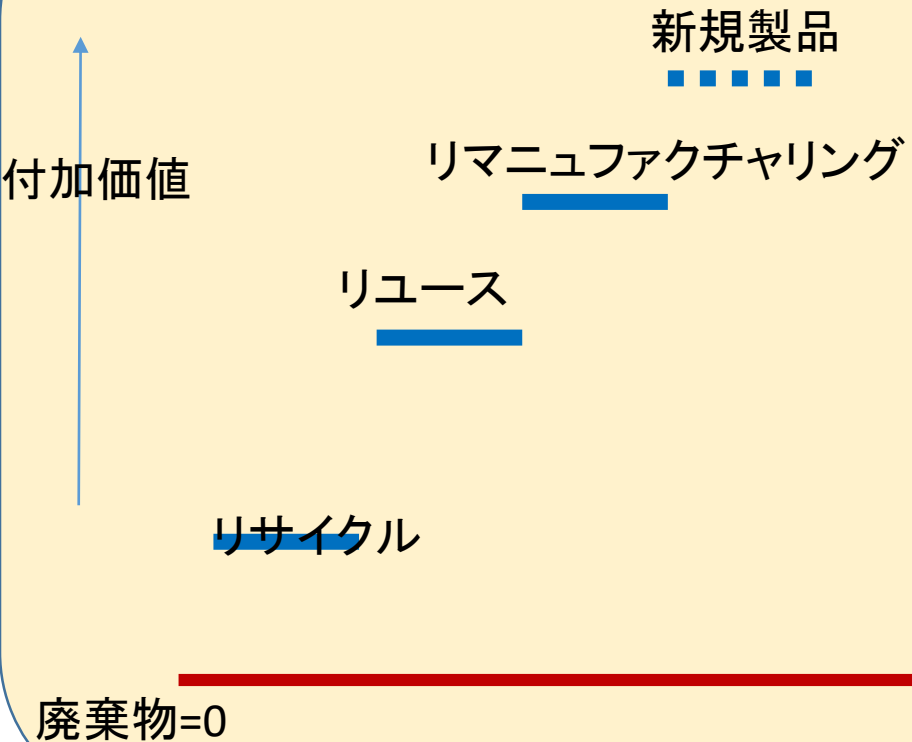 新規製品
リマニュファクチャリング
付加価値
リユース
リサイクル
廃棄物=0